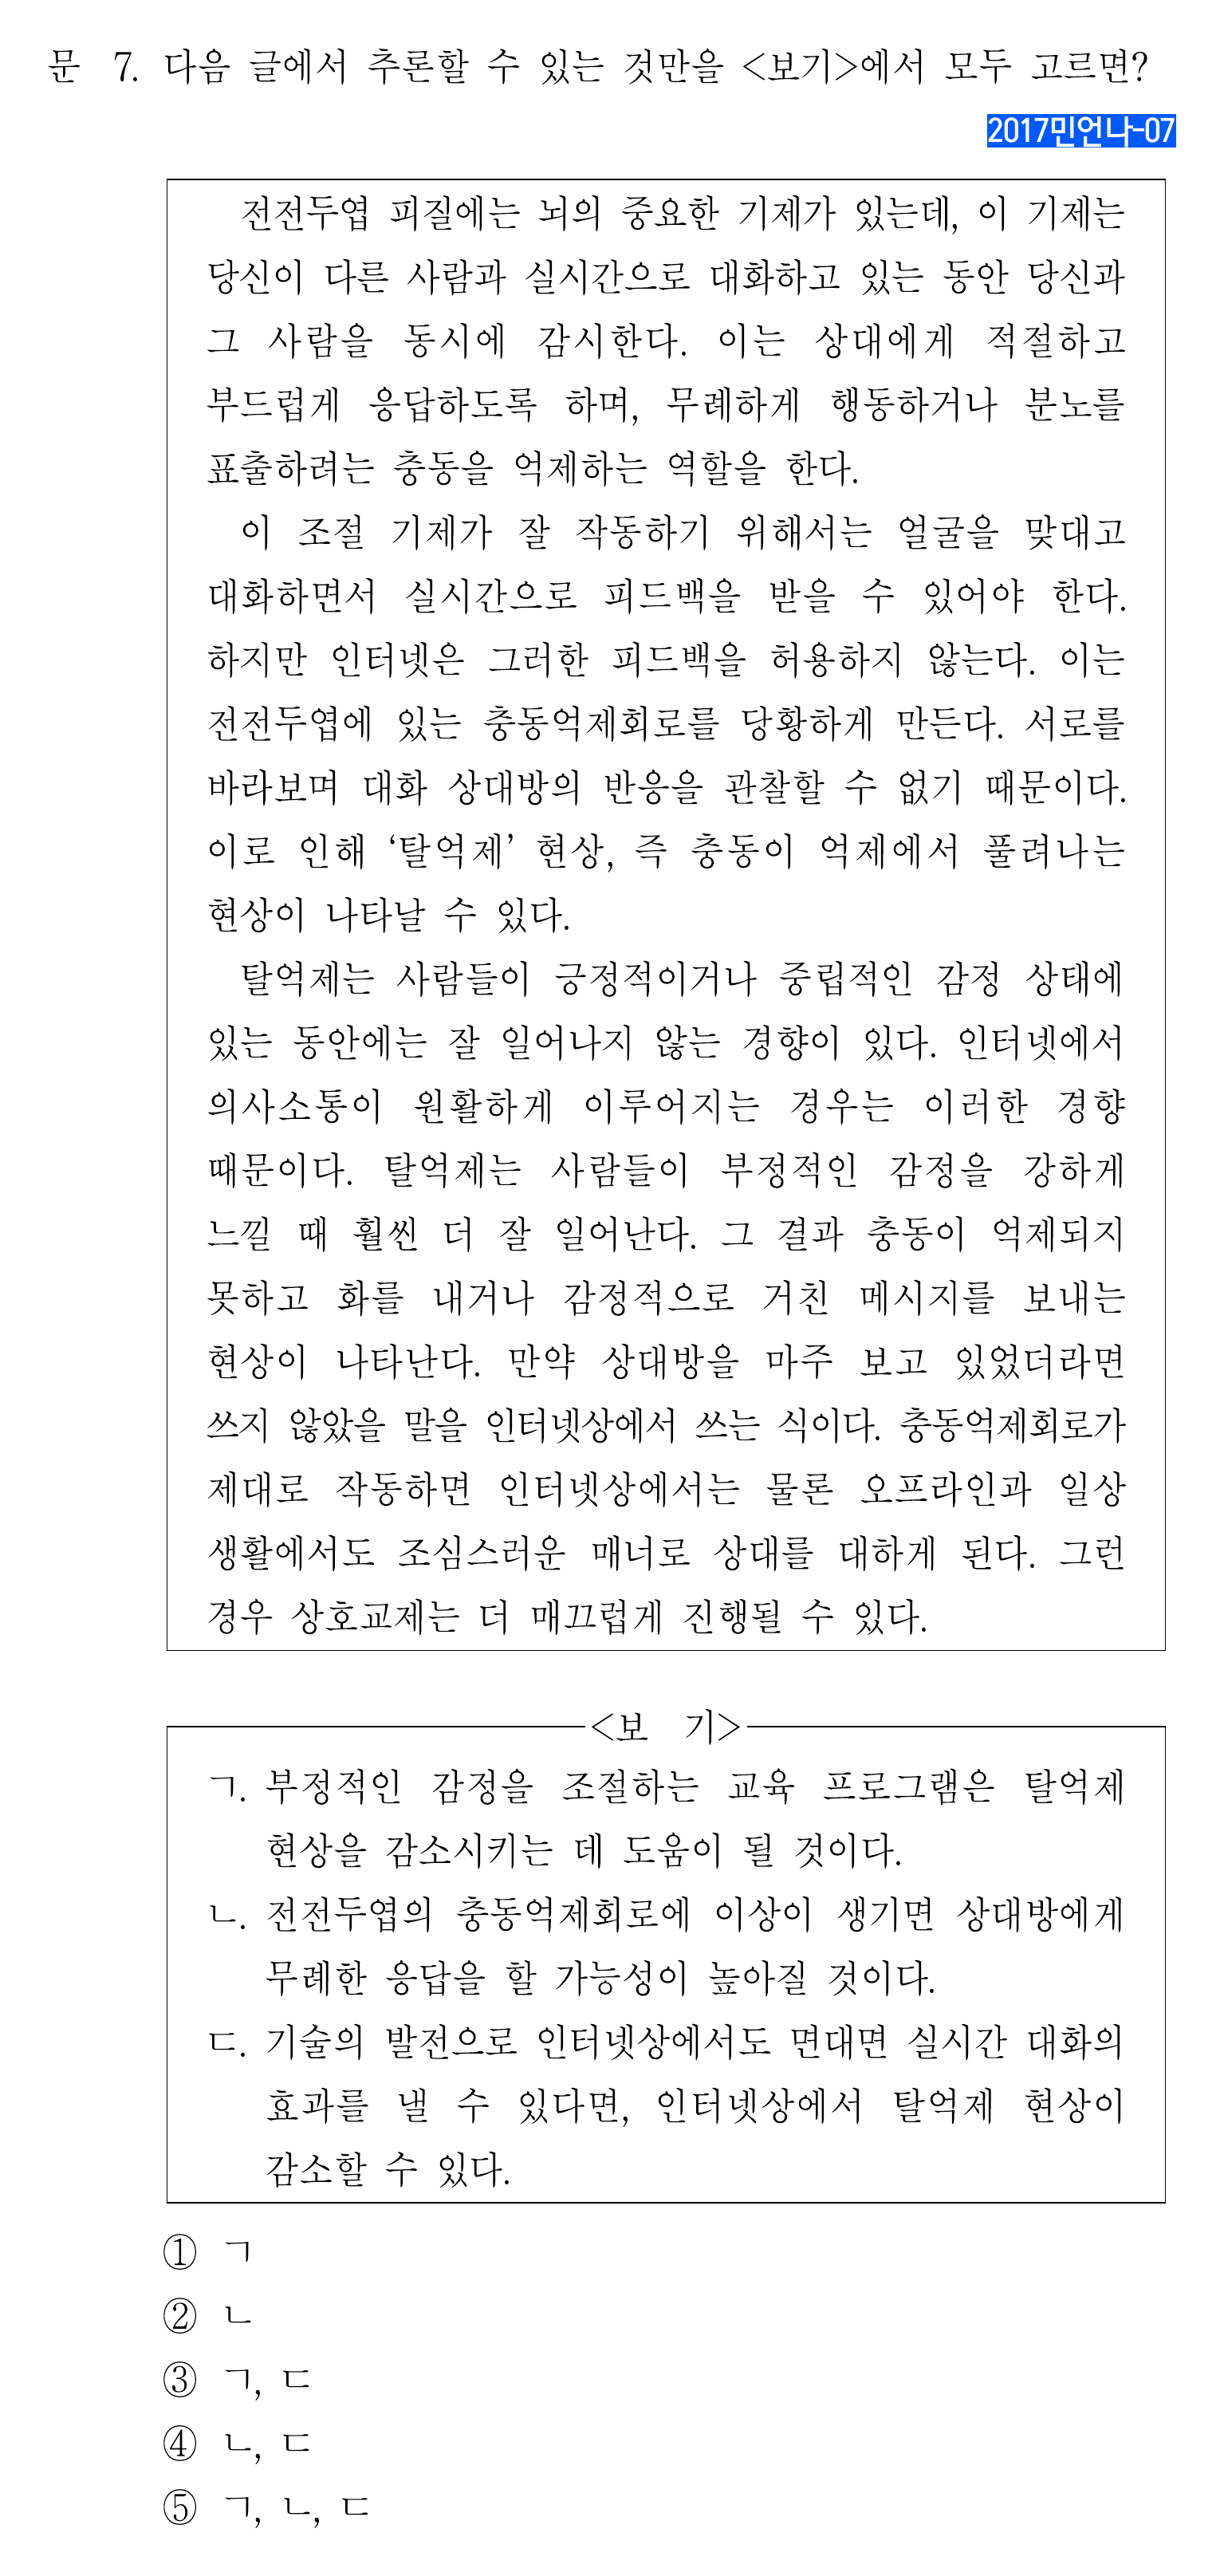 문 7. 다음 글에서 추론할 수 있는 것만을 <보기>에서 모두 고르면?
2017민언나-07
전전두엽 피질에는 뇌의 중요한 기제가 있는데, 이 기제는
당신이 다른 사람과 실시간으로 대화하고 있는 동안 당신과
그 사람을 동시에 감시한다. 이는 상대에게 적절하고
부드럽게 응답하도록 하며, 무례하게 행동하거나 분노를
표출하려는 충동을 억제하는 역할을 한다.
이 조절 기제가 잘 작동하기 위해서는 얼굴을 맞대고
대화하면서 실시간으로 피드백을 받을 수 있어야 한다.
하지만 인터넷은 그러한 피드백을 허용하지 않는다. 이는
전전두엽에 있는 충동억제회로를 당황하게 만든다. 서로를
바라보며 대화 상대방의 반응을 관찰할 수 없기 때문이다.
이로 인해 ‘탈억제’ 현상, 즉 충동이 억제에서 풀려나는
현상이 나타날 수 있다.
탈억제는 사람들이 긍정적이거나 중립적인 감정 상태에
있는 동안에는 잘 일어나지 않는 경향이 있다. 인터넷에서
의사소통이 원활하게 이루어지는 경우는 이러한 경향
때문이다. 탈억제는 사람들이 부정적인 감정을 강하게
느낄 때 훨씬 더 잘 일어난다. 그 결과 충동이 억제되지
못하고 화를 내거나 감정적으로 거친 메시지를 보내는
현상이 나타난다. 만약 상대방을 마주 보고 있었더라면
쓰지 않았을 말을 인터넷상에서 쓰는 식이다. 충동억제회로가
제대로 작동하면 인터넷상에서는 물론 오프라인과 일상
생활에서도 조심스러운 매너로 상대를 대하게 된다. 그런
경우 상호교제는 더 매끄럽게 진행될 수 있다.
<보 기>
ㄱ. 부정적인 감정을 조절하는 교육 프로그램은 탈억제
현상을 감소시키는 데 도움이 될 것이다.
ㄴ. 전전두엽의 충동억제회로에 이상이 생기면 상대방에게
무례한 응답을 할 가능성이 높아질 것이다.
ㄷ. 기술의 발전으로 인터넷상에서도 면대면 실시간 대화의
효과를 낼 수 있다면, 인터넷상에서 탈억제 현상이
감소할 수 있다.
① ㄱ
② ㄴ
③ ㄱ, ㄷ
④ ㄴ, ㄷ
⑤ ㄱ, ㄴ, ㄷ